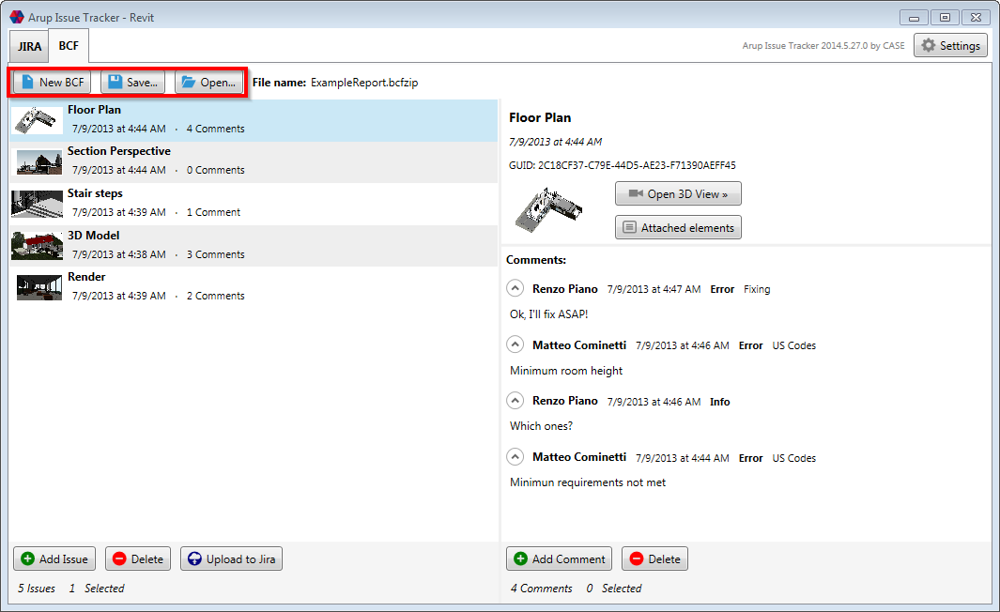 Arup Issue Tracker - Revit
JIRA BCF
Arup Issue Tracker 2014.5.27.0 by CASE Settings
New BCF Save... Open... File name: ExampleReport.bcfzip
Floor Plan
7/9/2013 at 4:44 AM · 4 Comments
Section Perspective
7/9/2013 at 4:44 AM · 0 Comments
Stair steps
7/9/2013 at 4:39 AM · 1 Comment
3D Model
7/9/2013 at 4:38 AM · 3 Comments
Render
7/9/2013 at 4:39 AM · 2 Comments
Add Issue Delete Upload to Jira
5 Issues 1 Selected
Floor Plan
7/9/2013 at 4:44 AM
GUID: 2C18CF37-C79E-44D5-AE23-F71390AEFF45
Open 3D View »
Attached elements
Comments:
Renzo Piano 7/9/2013 at 4:47 AM Error Fixing
Ok, I'll fix ASAP!
Matteo Cominetti 7/9/2013 at 4:46 AM Error US Codes
Minimum room height
Renzo Piano 7/9/2013 at 4:46 AM Info
Which ones?
Matteo Cominetti 7/9/2013 at 4:44 AM Error US Codes
Minimun requirements not met
Add Comment Delete
4 Comments 0 Selected